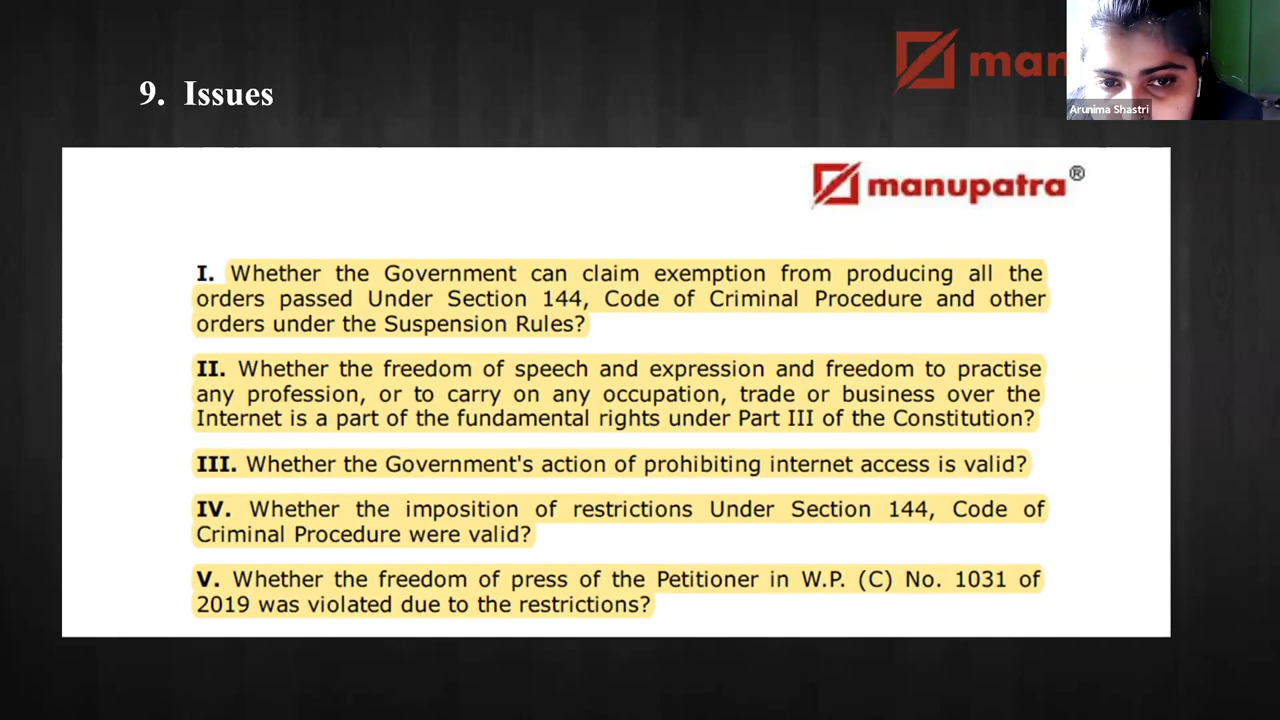 man
Arunima Shastri
9. Issues
manupatra®
I. Whether the Government can claim exemption from producing all the
orders passed Under Section 144, Code of Criminal Procedure and other
orders under the Suspension Rules?
II. Whether the freedom of speech and expression and freedom to practise
any profession, or to carry on any occupation, trade or business over the
Internet is a part of the fundamental rights under Part III of the Constitution?
III. Whether the Government's action of prohibiting internet access is valid?
IV. Whether the imposition of restrictions Under Section 144, Code of
Criminal Procedure were valid?
V. Whether the freedom of press of the Petitioner in W.P. (C) No. 1031 of
2019 was violated due to the restrictions?